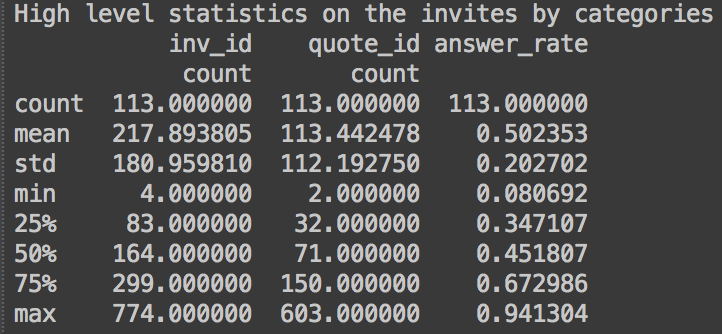 High level statistics on the invites by categories
inv_id quote_id answer_rate
count count
count 113.000000 113.000000 113.000000
mean 217.893805 113.442478 0.502353
std 180.959810 112.192750 0.202702
min 4.000000 2.000000 0.080692
25% 83.000000 32.000000 0.347107
50% 164.000000 71.000000 0.451807
75% 299.000000 150.000000 0.672986
max 774.000000 603.000000 0.941304